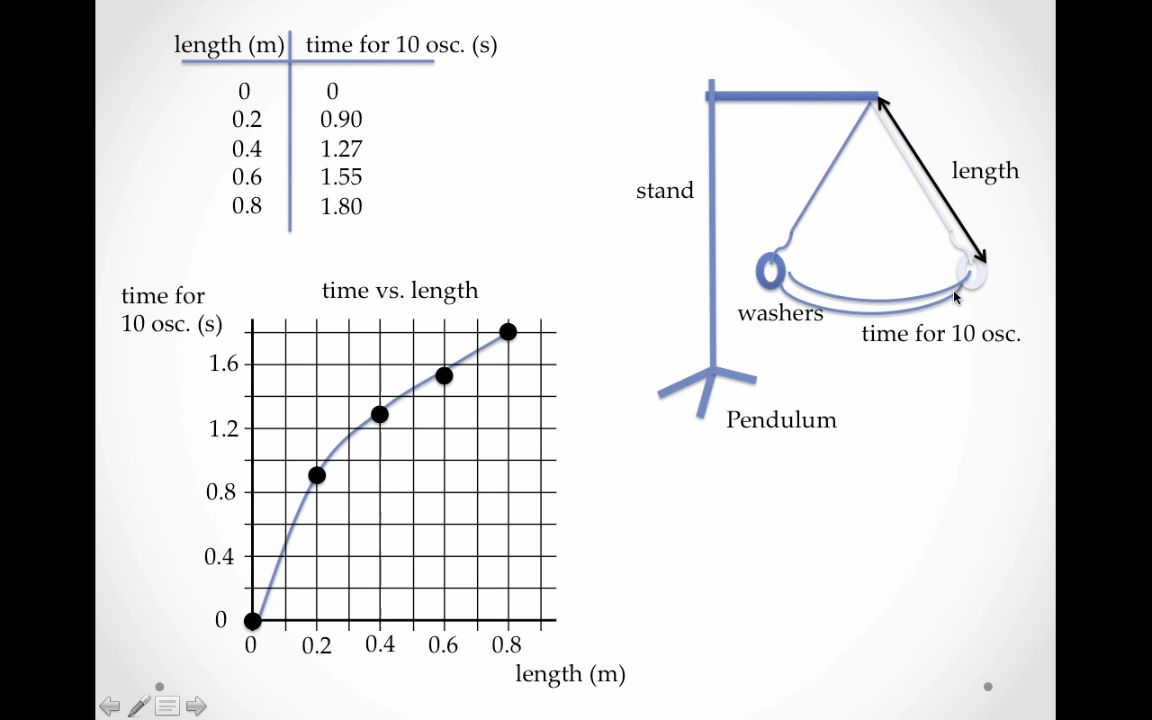 length (m) time for 10 osc. (s)
0 0
0.2 0.90
0.4 1.27
0.6 1.55
0.8 1.80
time for
10 osc. (s)
time vs. length
1.6
1.2
0.8
0.4
0
0 0.2 0.4 0.6 0.8
length (m)
stand
length
washers
time for 10 osc.
Pendulum